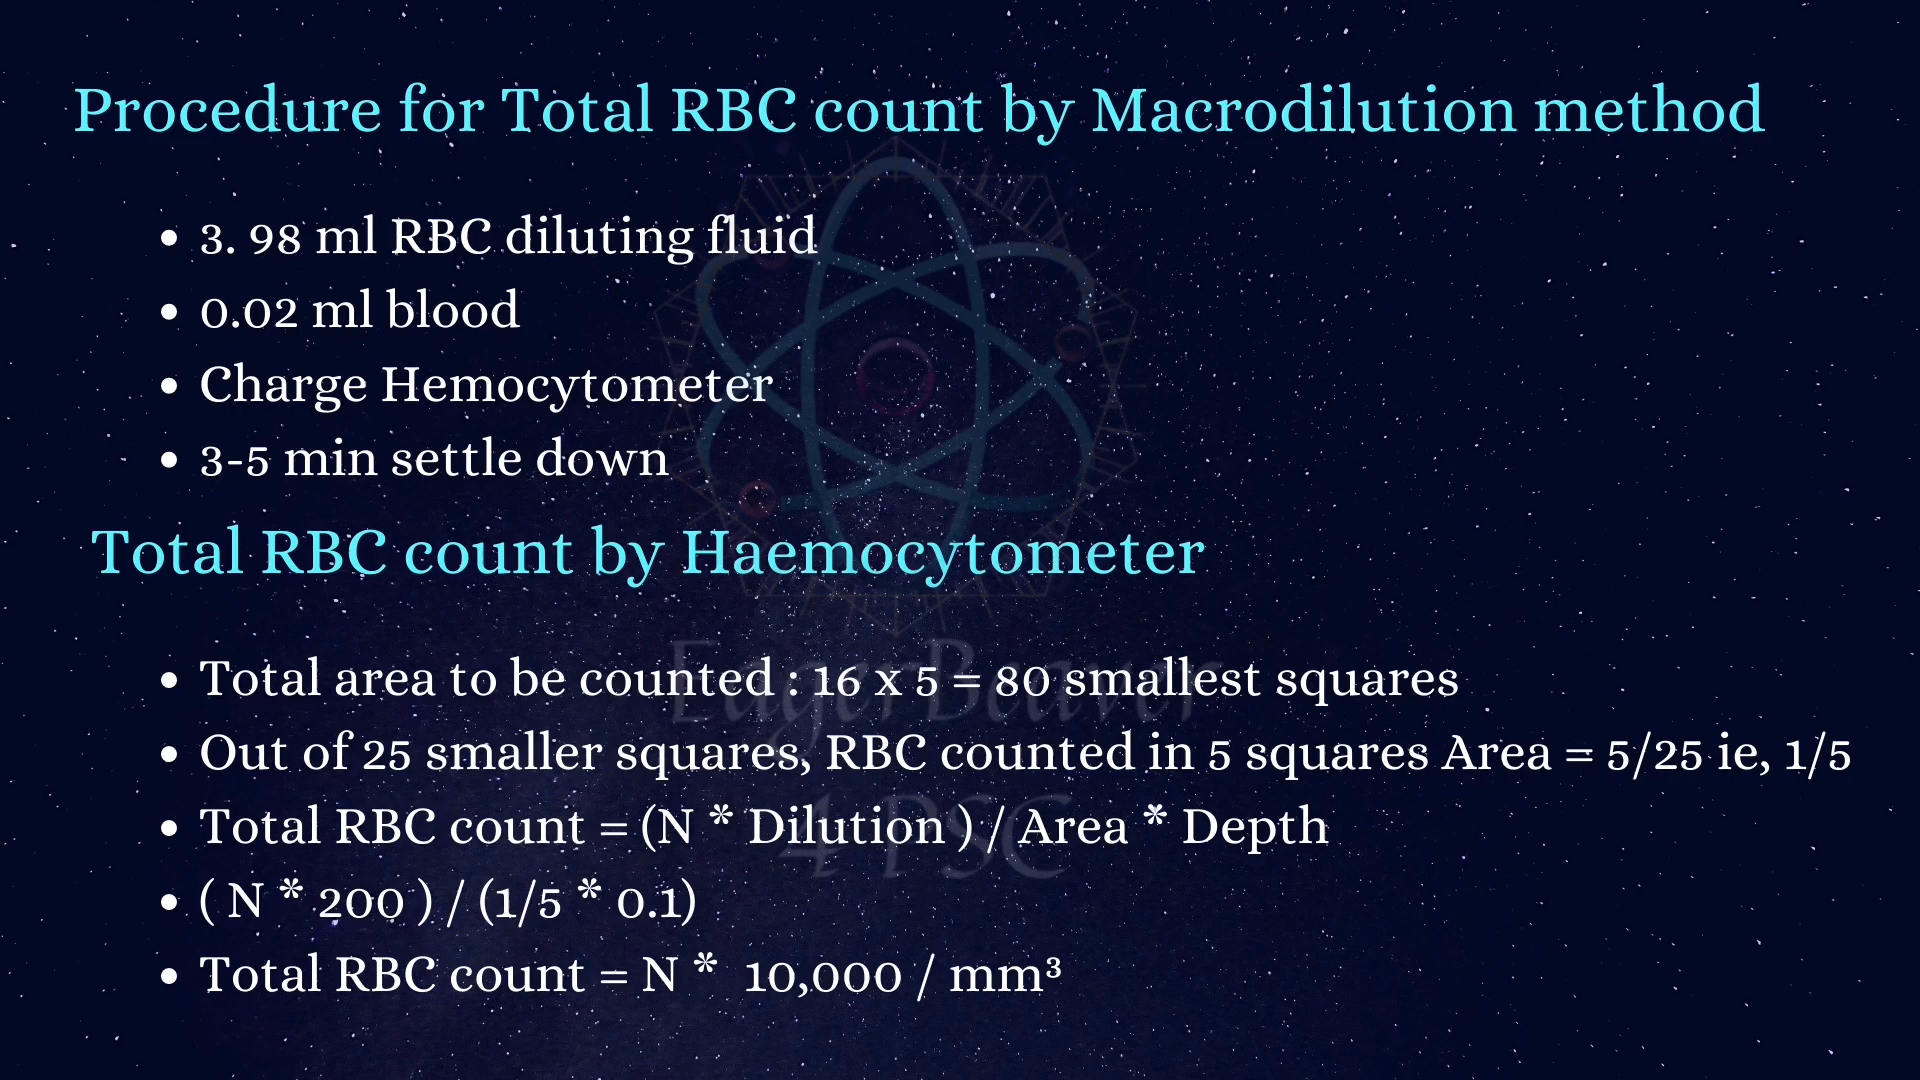 Procedure for Total RBC count by Macrodilution method
• 3. 98 ml RBC diluting fluid
• 0.02 ml blood
• Charge Hemocytometer
• 3-5 min settle down
Total RBC count by Haemocytometer
EagerBeaver
• Total area to be counted : 16 x 5 = 80 smallest squares
• Out of 25 smaller squares, RBC counted in 5 squares Area = 5/25 ie, 1/5
4 PSC
• Total RBC count = (N * Dilution ) / Area * Depth
• ( N * 200 ) / (1/5 * 0.1)
• Total RBC count = N *  10,000 / mm³